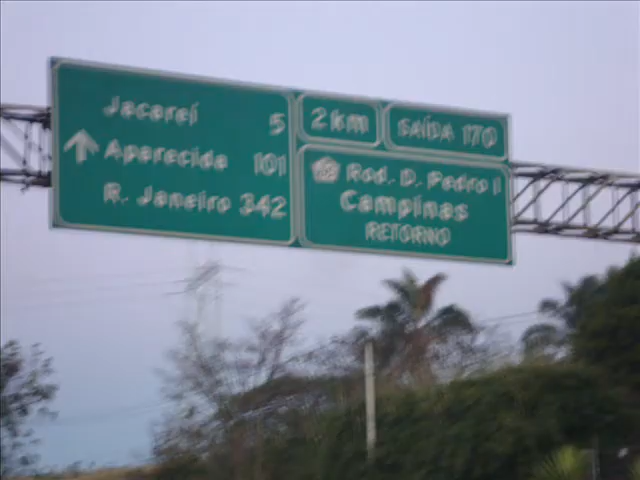 Jacareí 5
Aparecida 101
R. Janeiro 342
2 km
SAÍDA 170
Rod. D. Pedro I
Campinas
RETORNO